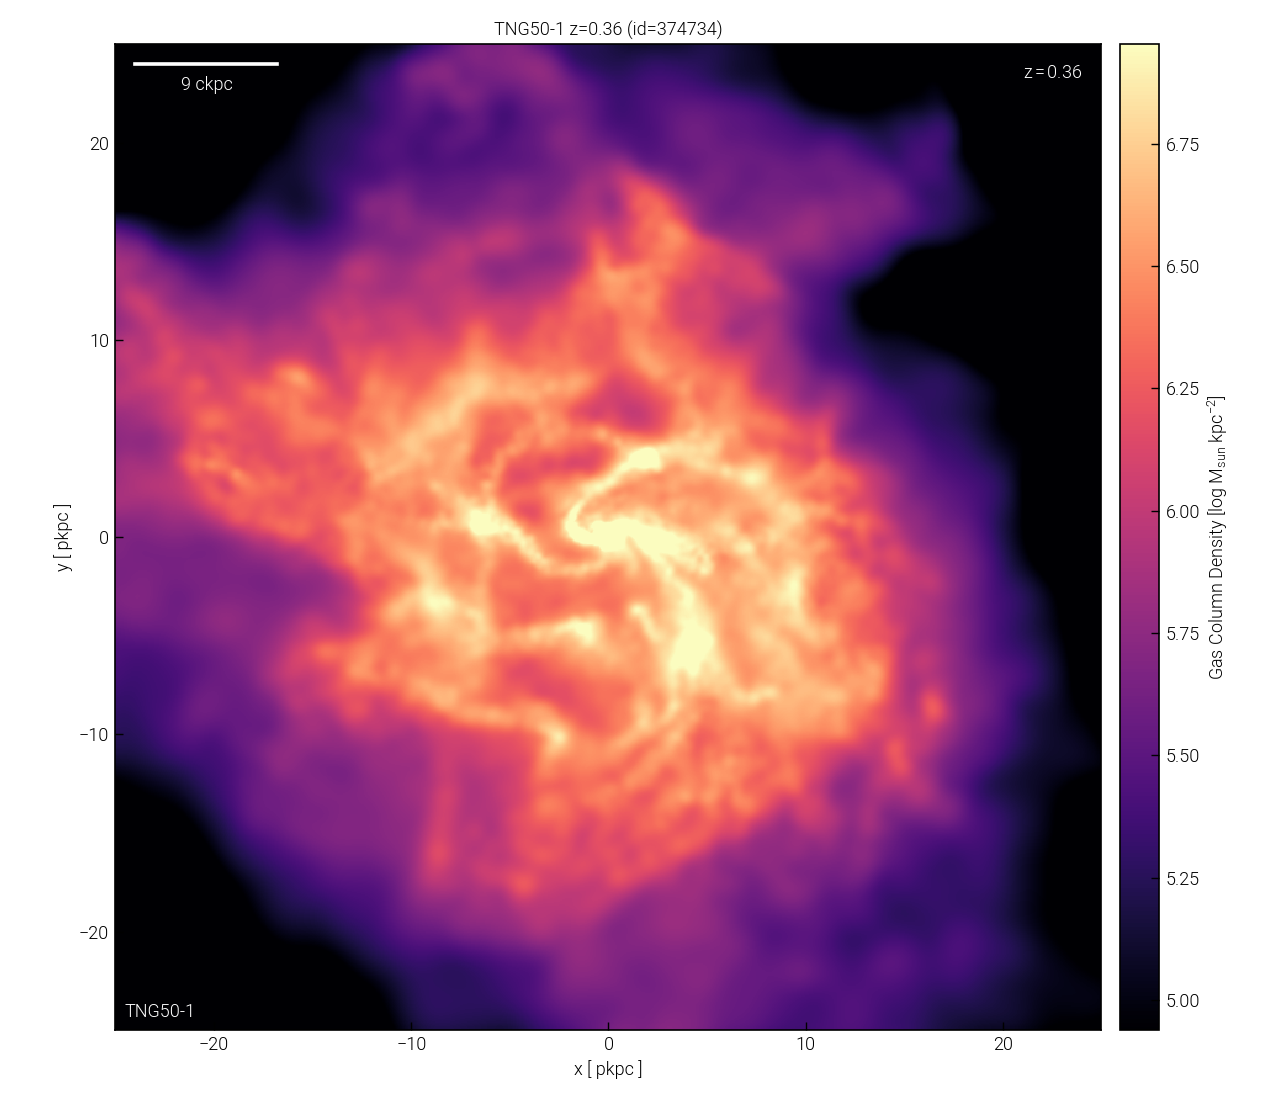 TNG50-1 z=0.36 (id=374734)
9 ckpc
z=0.36
TNG50-1
20
10
0
−10
−20
y [ pkpc ]
−20
−10
0
10
20
x [ pkpc ]
6.75
6.50
6.25
6.00
5.75
5.50
5.25
5.00
Gas Column Density [log M_sun kpc⁻²]